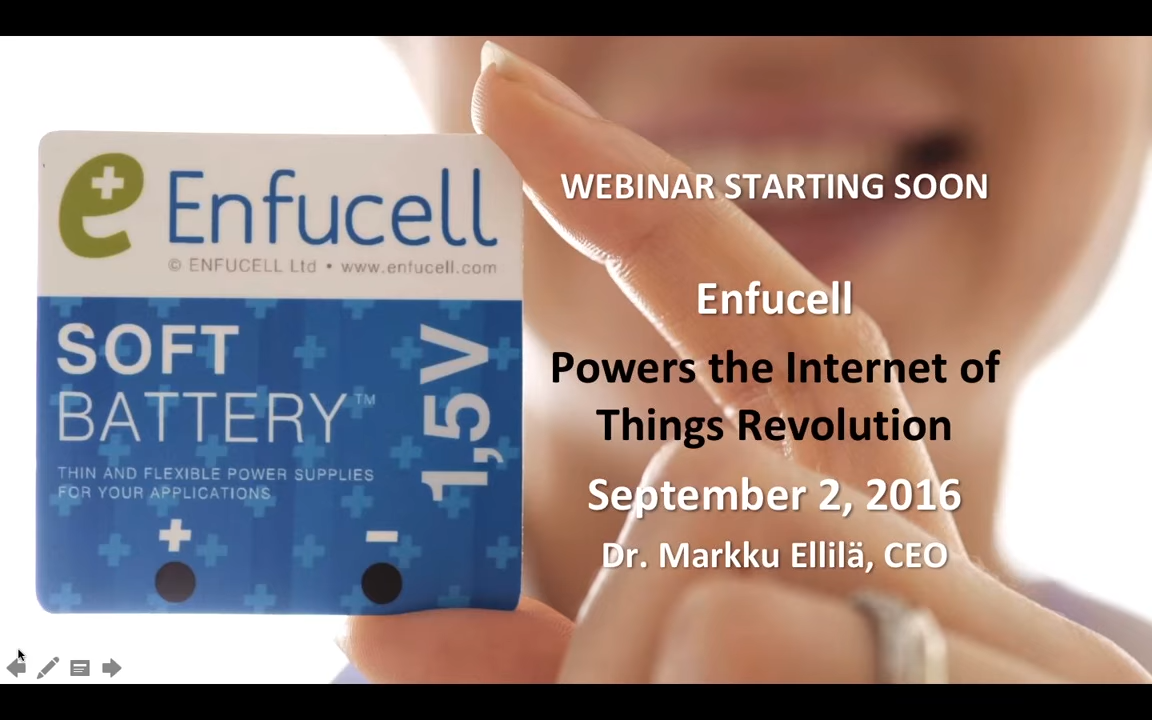 Enfucell
© ENFUCELL Ltd • www.enfucell.com
SOFT
BATTERY™
1,5V
THIN AND FLEXIBLE POWER SUPPLIES
FOR YOUR APPLICATIONS
+ -
WEBINAR STARTING SOON
Enfucell
Powers the Internet of
Things Revolution
September 2, 2016
Dr. Markku Ellilä, CEO